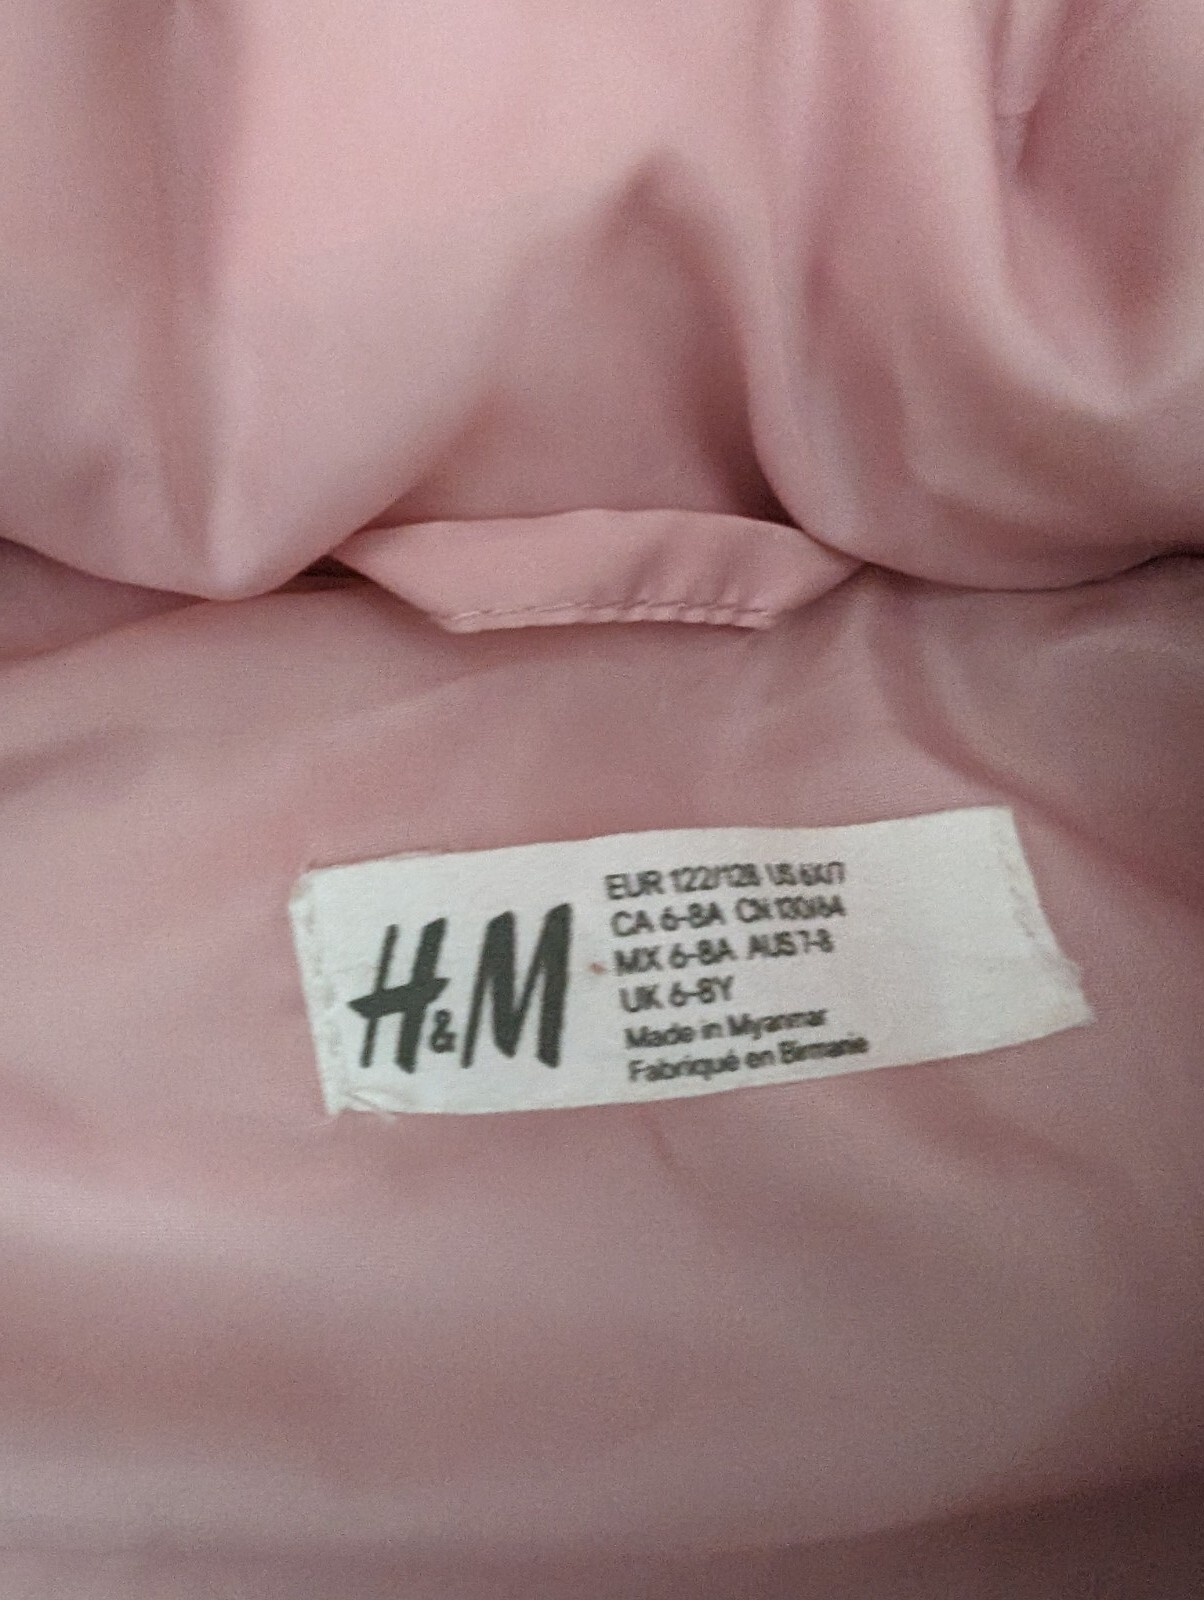 H&M
EUR 122/128 US 6X/7
CA 6-8A CN 130/64
MX 6-8A AUS 7-8
UK 6-8Y
Made in Myanmar
Fabriqué en Birmanie